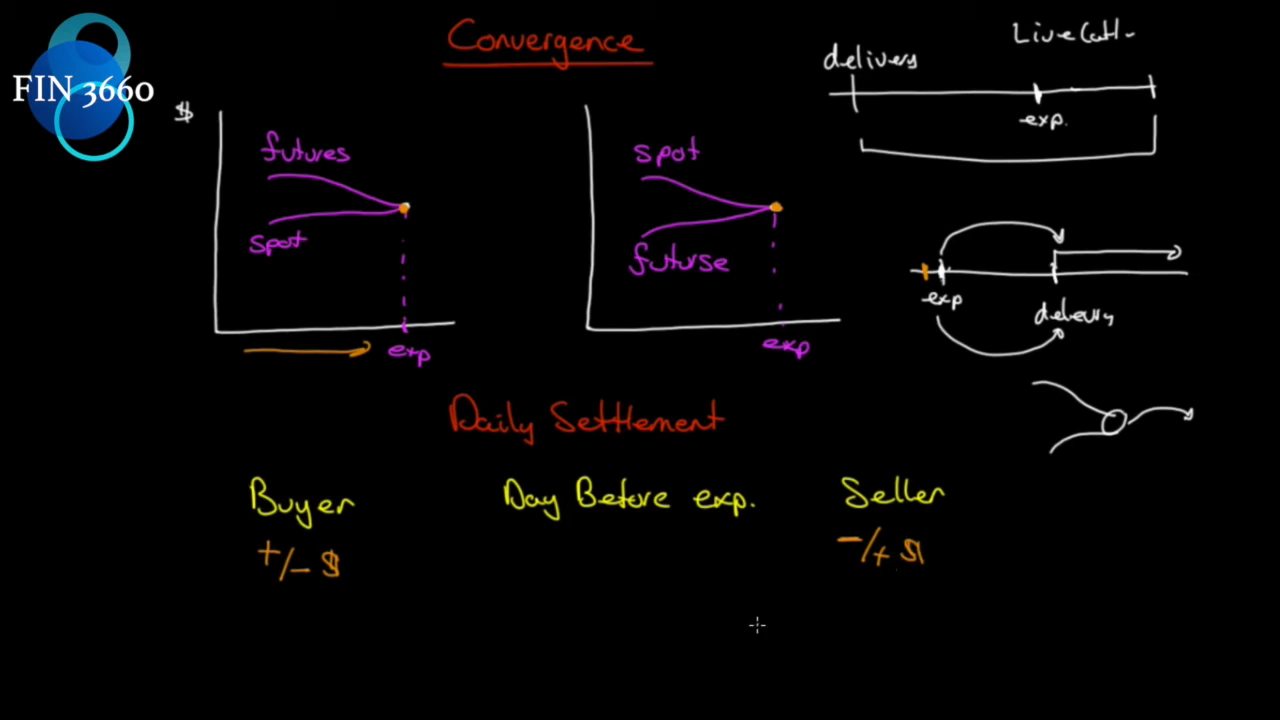 FIN 3660
Convergence
$
futures
spot
exp
spot
futurse
exp
delivery
exp.
exp
delivery
Daily Settlement
Buyer
Day Before exp.
Seller
+/- $
-/+ $